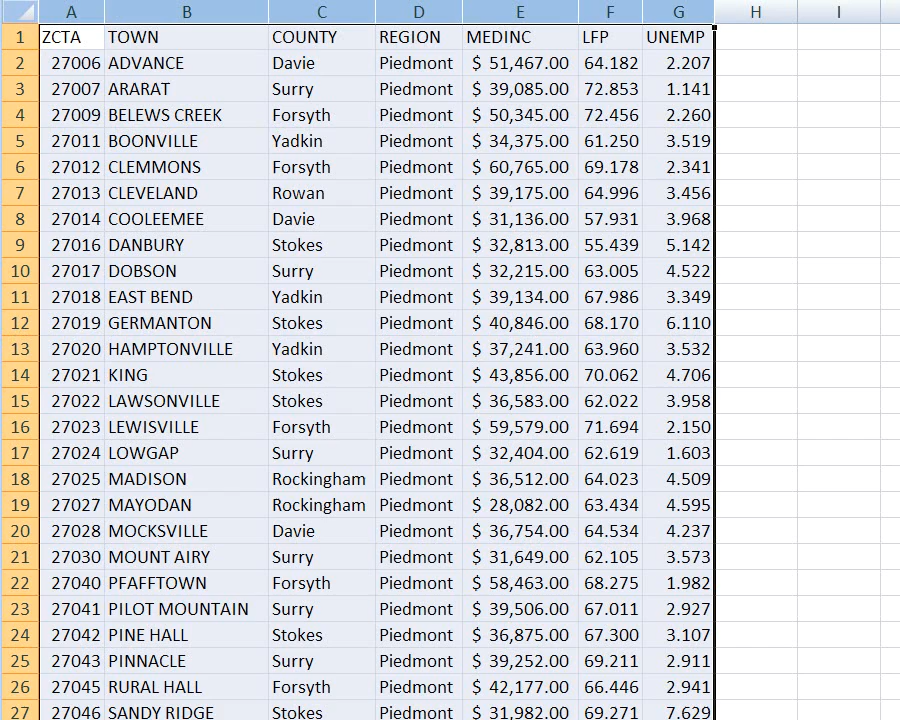 A B C D E F G H I
1 ZCTA TOWN COUNTY REGION MEDINC LFP UNEMP
2 27006 ADVANCE Davie Piedmont $ 51,467.00 64.182 2.207
3 27007 ARARAT Surry Piedmont $ 39,085.00 72.853 1.141
4 27009 BELEWS CREEK Forsyth Piedmont $ 50,345.00 72.456 2.260
5 27011 BOONVILLE Yadkin Piedmont $ 34,375.00 61.250 3.519
6 27012 CLEMMONS Forsyth Piedmont $ 60,765.00 69.178 2.341
7 27013 CLEVELAND Rowan Piedmont $ 39,175.00 64.996 3.456
8 27014 COOLEEMEE Davie Piedmont $ 31,136.00 57.931 3.968
9 27016 DANBURY Stokes Piedmont $ 32,813.00 55.439 5.142
10 27017 DOBSON Surry Piedmont $ 32,215.00 63.005 4.522
11 27018 EAST BEND Yadkin Piedmont $ 39,134.00 67.986 3.349
12 27019 GERMANTON Stokes Piedmont $ 40,846.00 68.170 6.110
13 27020 HAMPTONVILLE Yadkin Piedmont $ 37,241.00 63.960 3.532
14 27021 KING Stokes Piedmont $ 43,856.00 70.062 4.706
15 27022 LAWSONVILLE Stokes Piedmont $ 36,583.00 62.022 3.958
16 27023 LEWISVILLE Forsyth Piedmont $ 59,579.00 71.694 2.150
17 27024 LOWGAP Surry Piedmont $ 32,404.00 62.619 1.603
18 27025 MADISON Rockingham Piedmont $ 36,512.00 64.023 4.509
19 27027 MAYODAN Rockingham Piedmont $ 28,082.00 63.434 4.595
20 27028 MOCKSVILLE Davie Piedmont $ 36,754.00 64.534 4.237
21 27030 MOUNT AIRY Surry Piedmont $ 31,649.00 62.105 3.573
22 27040 PFAFFTOWN Forsyth Piedmont $ 58,463.00 68.275 1.982
23 27041 PILOT MOUNTAIN Surry Piedmont $ 39,506.00 67.011 2.927
24 27042 PINE HALL Stokes Piedmont $ 36,875.00 67.300 3.107
25 27043 PINNACLE Surry Piedmont $ 39,252.00 69.211 2.911
26 27045 RURAL HALL Forsyth Piedmont $ 42,177.00 66.446 2.941
27 27046 SANDY RIDGE Stokes Piedmont $ 31,982.00 69.271 7.629